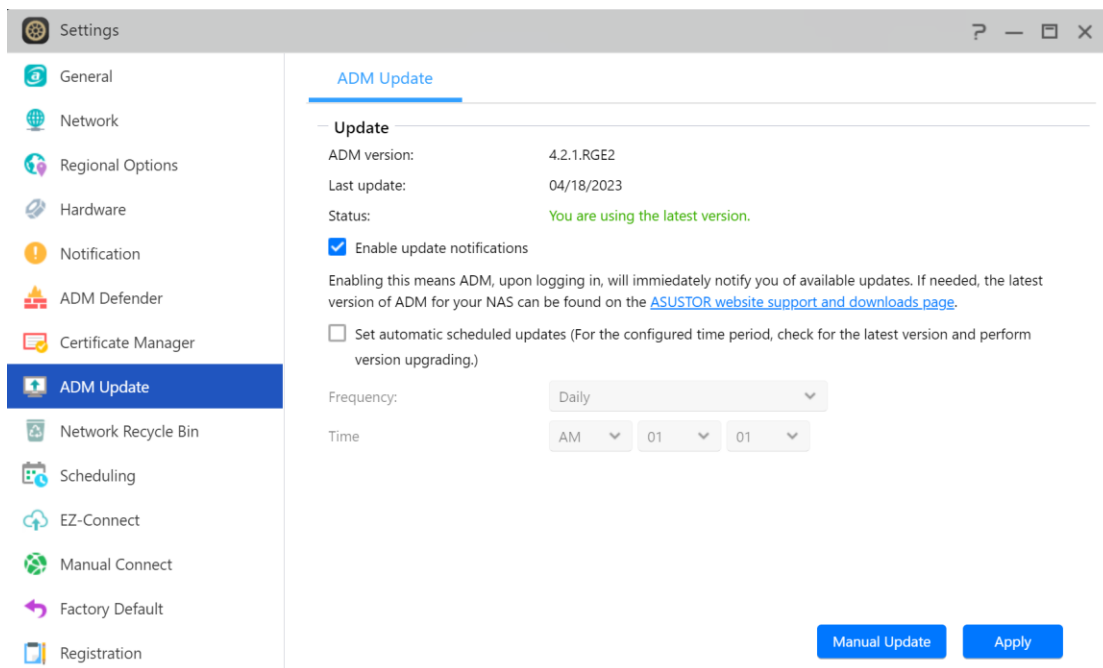 Settings
General
Network
Regional Options
Hardware
Notification
ADM Defender
Certificate Manager
ADM Update
Network Recycle Bin
Scheduling
EZ-Connect
Manual Connect
Factory Default
Registration
ADM Update
Update
ADM version: 4.2.1.RGE2
Last update: 04/18/2023
Status: You are using the latest version.
Enable update notifications
Enabling this means ADM, upon logging in, will immiedately notify you of available updates. If needed, the latest
version of ADM for your NAS can be found on the ASUSTOR website support and downloads page.
Set automatic scheduled updates (For the configured time period, check for the latest version and perform
version upgrading.)
Frequency: Daily
Time AM 01 01
Manual Update Apply